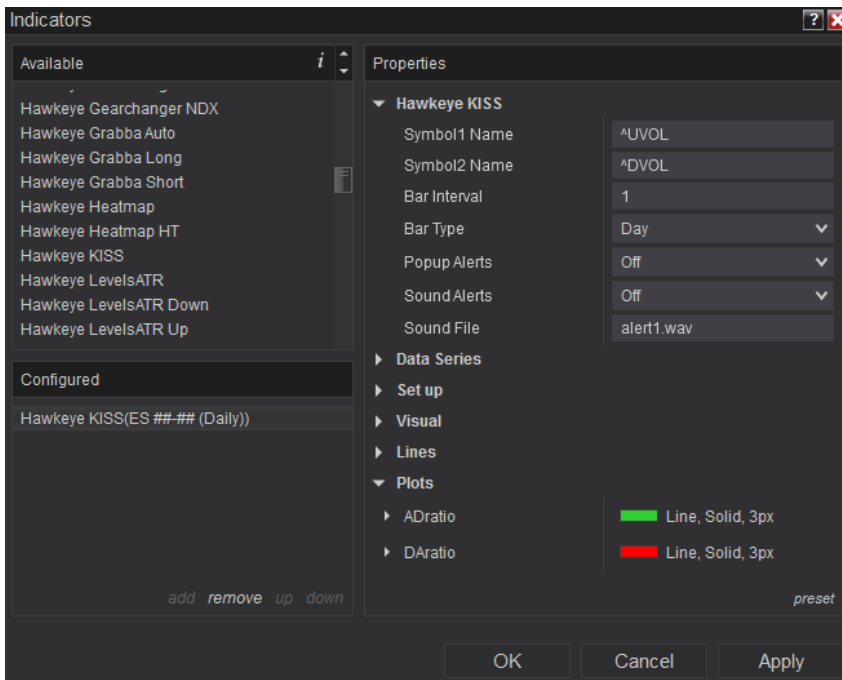 Indicators
?
Available
i
Hawkeye Gearchanger NDX
Hawkeye Grabba Auto
Hawkeye Grabba Long
Hawkeye Grabba Short
Hawkeye Heatmap
Hawkeye Heatmap HT
Hawkeye KISS
Hawkeye LevelsATR
Hawkeye LevelsATR Down
Hawkeye LevelsATR Up
Configured
Hawkeye KISS(ES ##-## (Daily))
add remove up down
Properties
Hawkeye KISS
Symbol1 Name ^UVOL
Symbol2 Name ^DVOL
Bar Interval 1
Bar Type Day
Popup Alerts Off
Sound Alerts Off
Sound File alert1.wav
Data Series
Set up
Visual
Lines
Plots
ADratio Line, Solid, 3px
DAratio Line, Solid, 3px
preset
OK Cancel Apply